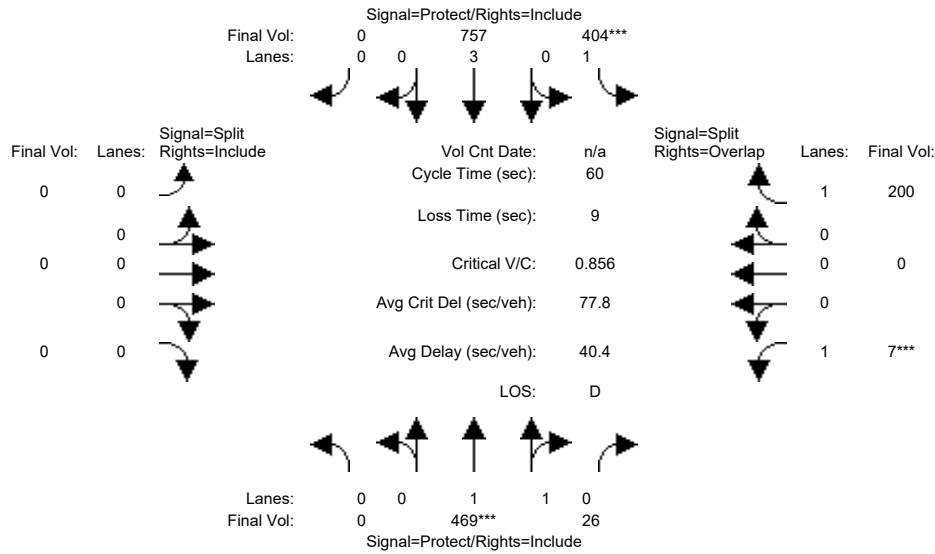 Signal=Protect/Rights=Include
Final Vol: 0 757 404***
Lanes: 0 0 3 0 1
Signal=Split Signal=Split
Final Vol: Lanes: Rights=Include Vol Cnt Date: n/a Rights=Overlap Lanes: Final Vol:
Cycle Time (sec): 60
0 0 1 200
Loss Time (sec): 9
0 0
0 0 Critical V/C: 0.856 0 0
0 Avg Crit Del (sec/veh): 77.8 0
0 0 Avg Delay (sec/veh): 40.4 1 7***
LOS: D
Lanes: 0 0 1 1 0
Final Vol: 0 469*** 26
Signal=Protect/Rights=Include